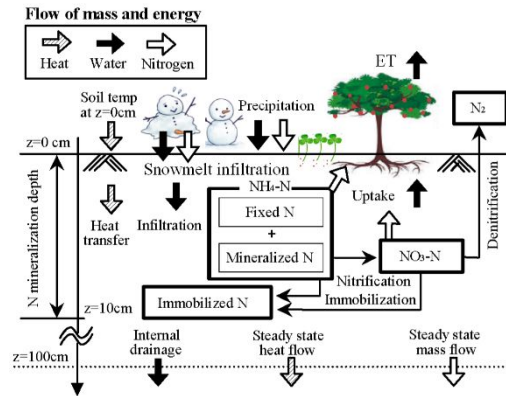 Flow of mass and energy
Heat
Water
Nitrogen
ET
N2
Soil temp
at z=0cm
Precipitation
z=0 cm
Snowmelt infiltration
NH4-N
Fixed N
+
Mineralized N
Uptake
Denitrification
N mineralization depth
Heat
transfer
Infiltration
NO3-N
Nitrification
Immobilization
Immobilized N
z=10cm
Internal
drainage
Steady state
heat flow
Steady state
mass flow
z=100cm